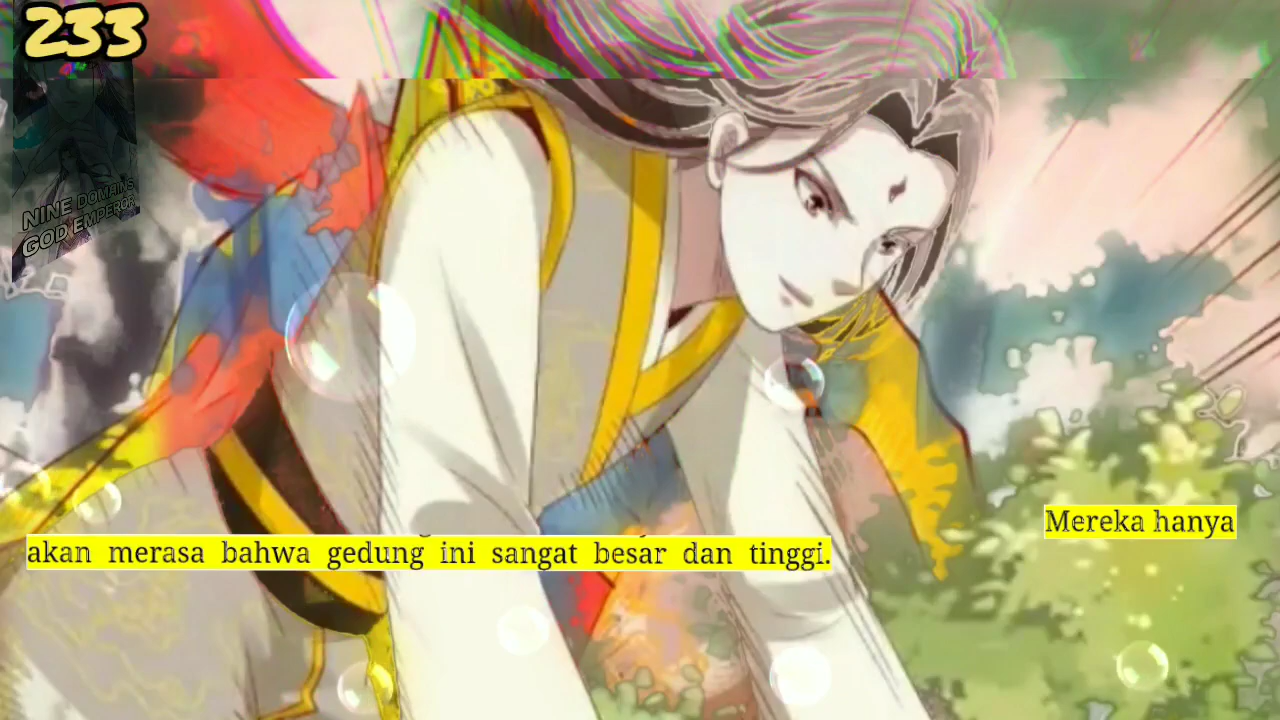 233
NINE DOMAINS
GOD EMPEROR
Mereka hanya
akan merasa bahwa gedung ini sangat besar dan tinggi.